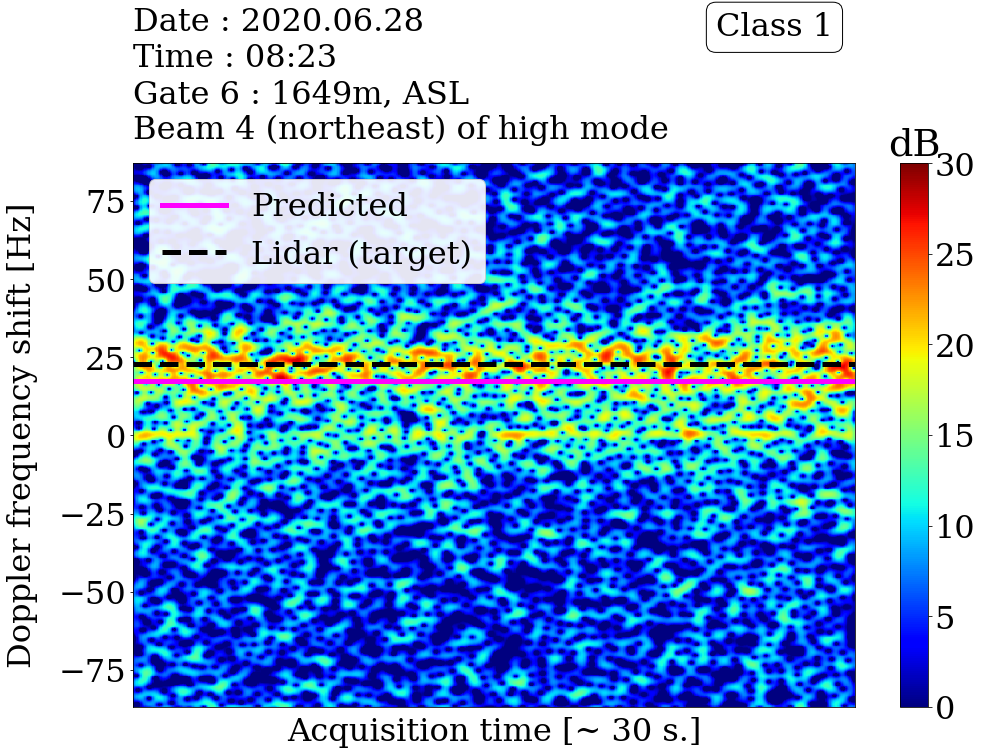 Date : 2020.06.28
Class 1
Time : 08:23
Gate 6 : 1649m, ASL
Beam 4 (northeast) of high mode
dB
Predicted
Lidar (target)
Doppler frequency shift [Hz]
75
50
25
0
−25
−50
−75
30
25
20
15
10
5
0
Acquisition time [~ 30 s.]